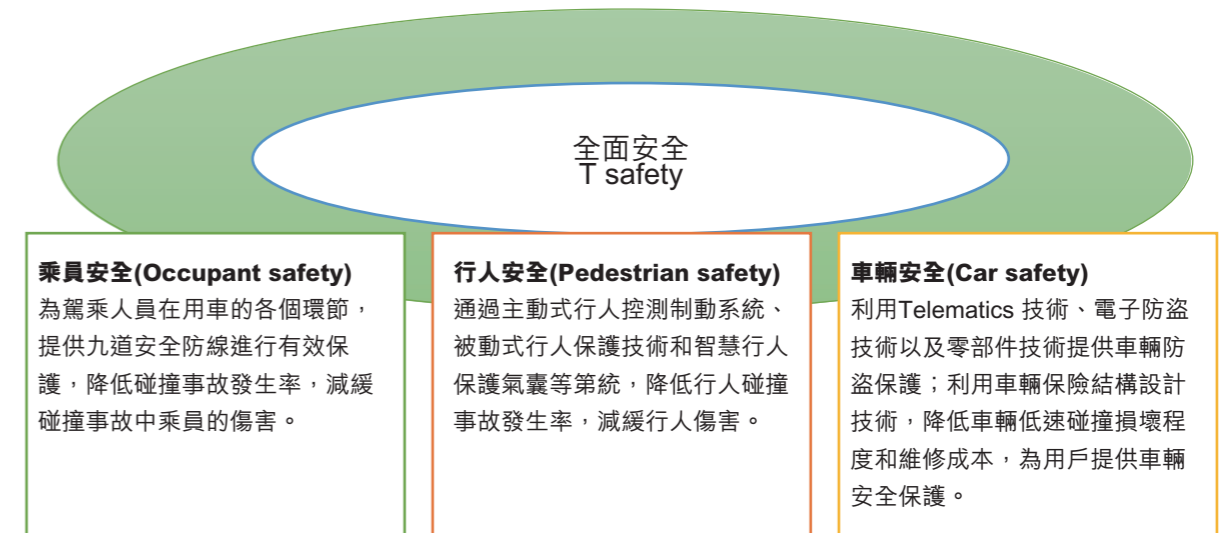 全面安全
T safety
乘員安全(Occupant safety)
為駕乘人員在用車的各個環節，
提供九道安全防線進行有效保
護，降低碰撞事故發生率，減緩
碰撞事故中乘員的傷害。
行人安全(Pedestrian safety)
通過主動式行人控測制動系統、
被動式行人保護技術和智慧行人
保護氣囊等第統，降低行人碰撞
事故發生率，減緩行人傷害。
車輛安全(Car safety)
利用Telematics 技術、電子防盜
技術以及零部件技術提供車輛防
盜保護；利用車輛保險結構設計
技術，降低車輛低速碰撞損壞程
度和維修成本，為用戶提供車輛
安全保護。